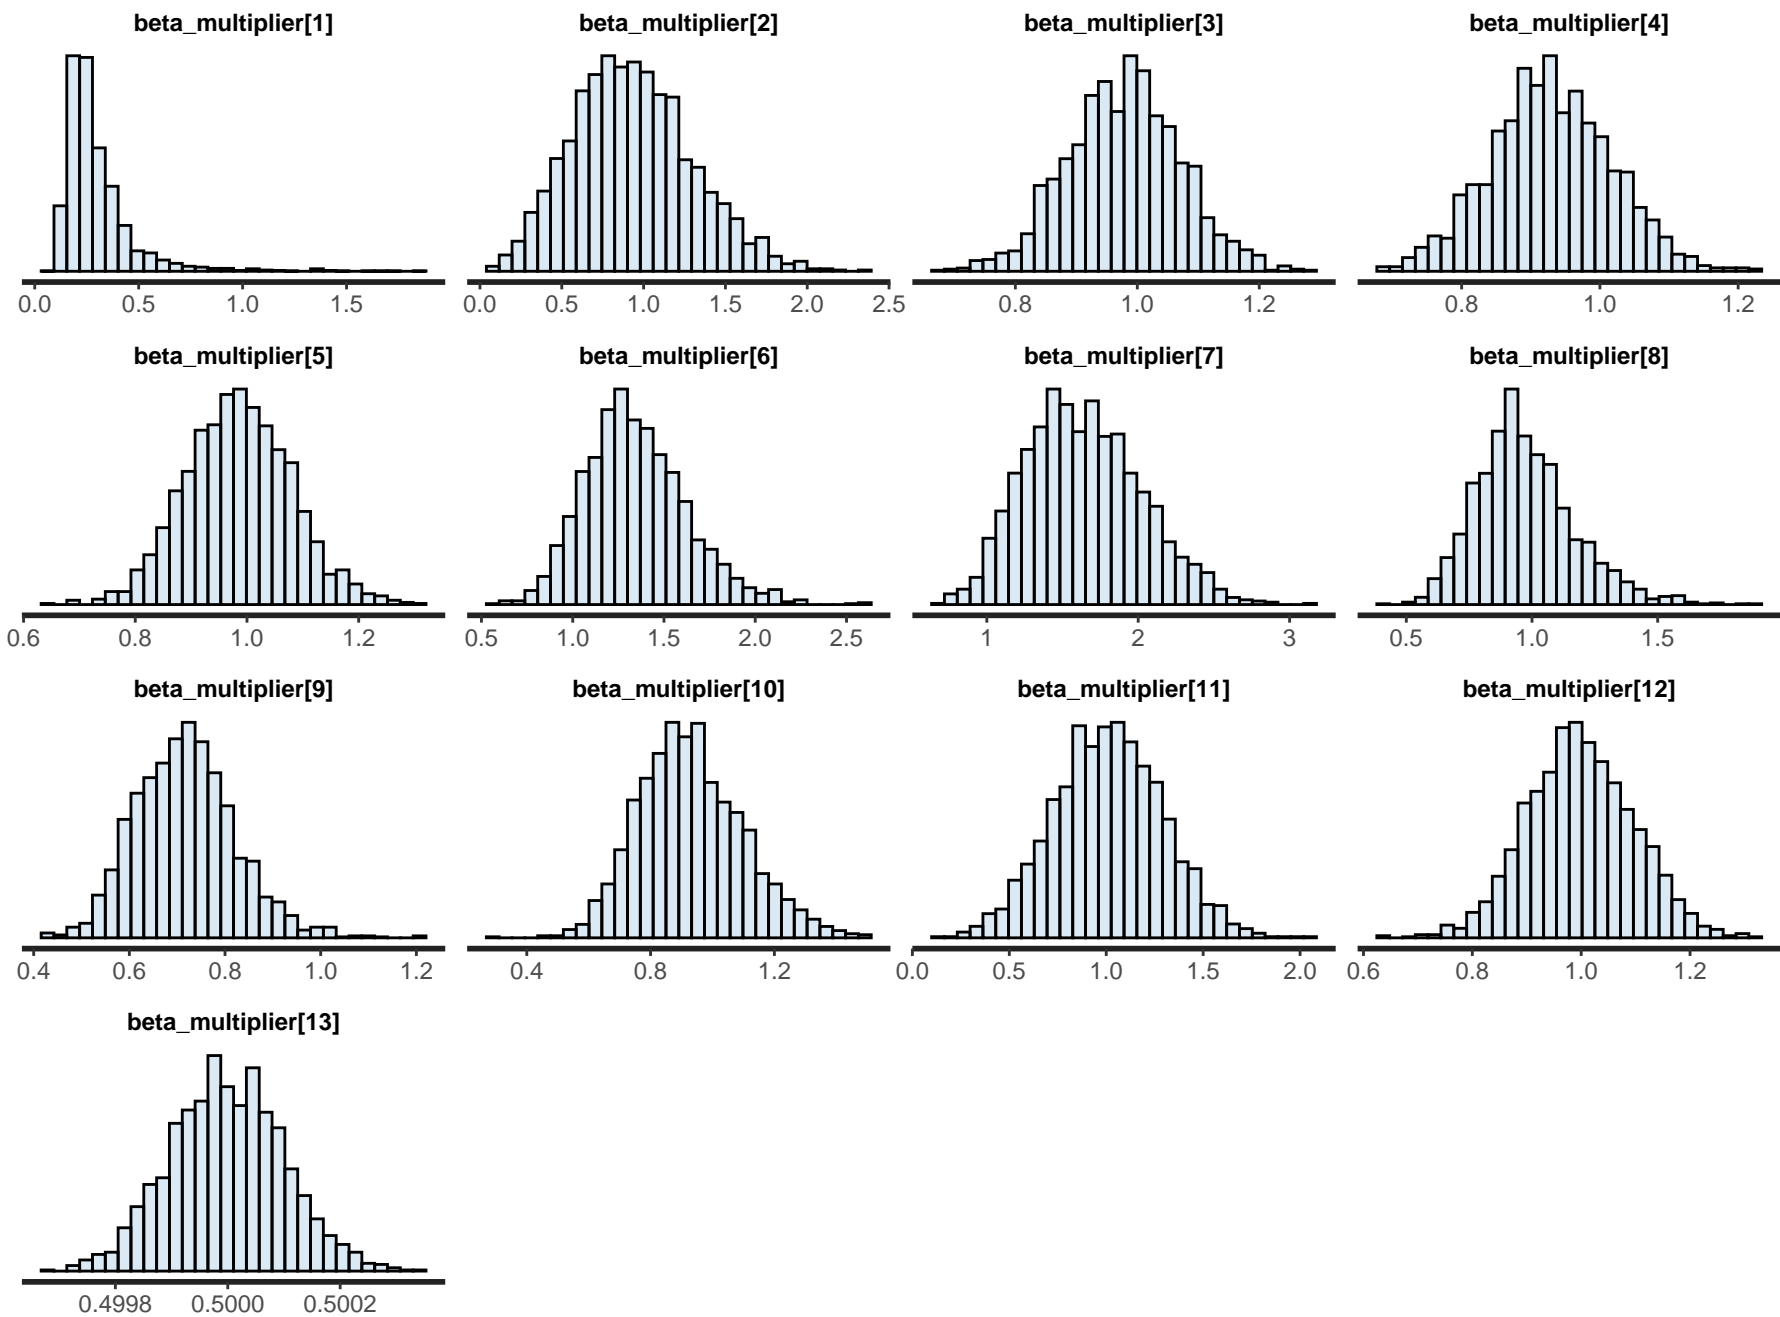 beta_multiplier[1] beta_multiplier[2] beta_multiplier[3] beta_multiplier[4]
0.0 0.5 1.0 1.5 0.0 0.5 1.0 1.5 2.0 2.5 0.8 1.0 1.2 0.8 1.0 1.2
beta_multiplier[5] beta_multiplier[6] beta_multiplier[7] beta_multiplier[8]
0.6 0.8 1.0 1.2 0.5 1.0 1.5 2.0 2.5 1 2 3 0.5 1.0 1.5
beta_multiplier[9] beta_multiplier[10] beta_multiplier[11] beta_multiplier[12]
0.4 0.6 0.8 1.0 1.2 0.4 0.8 1.2 0.0 0.5 1.0 1.5 2.0 0.6 0.8 1.0 1.2
beta_multiplier[13]
0.4998 0.5000 0.5002